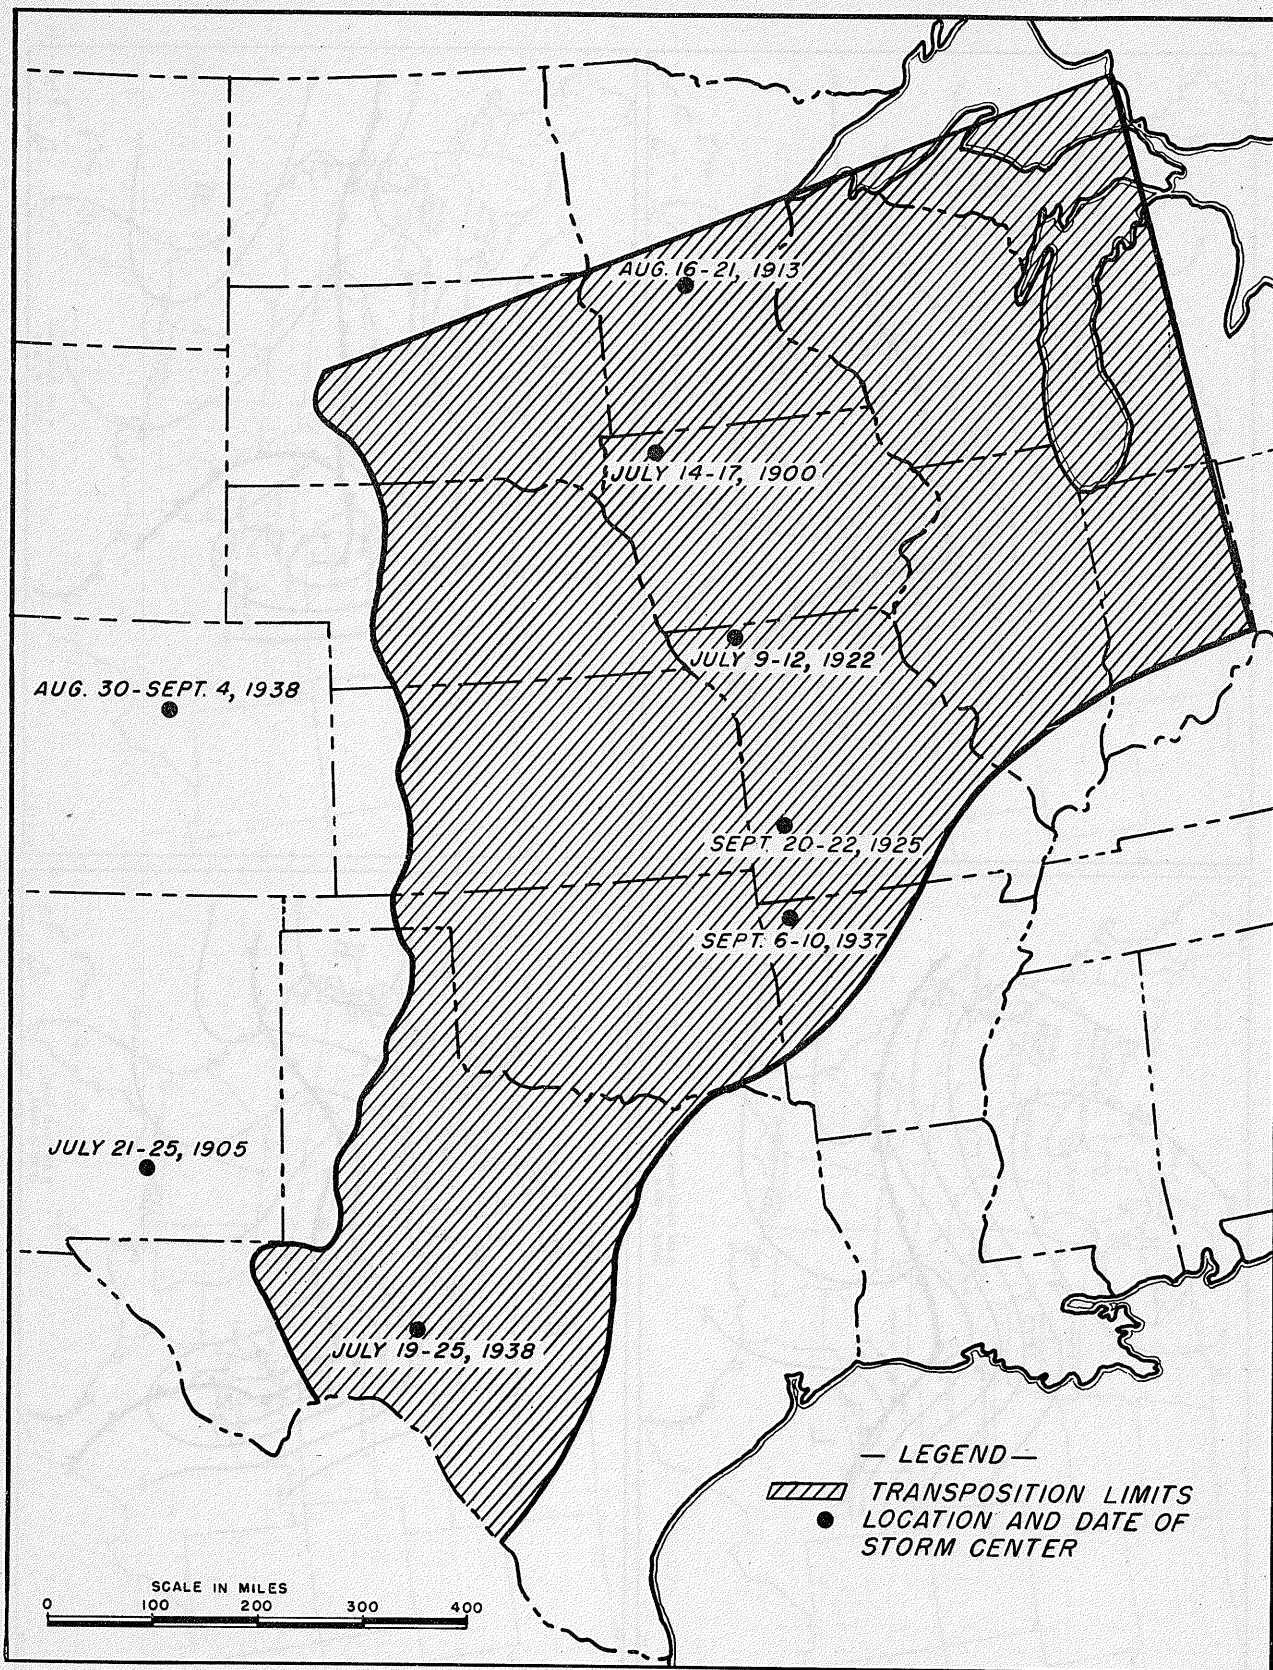 AUG. 16-21, 1913
JULY 14-17, 1900
JULY 9-12, 1922
AUG. 30-SEPT. 4, 1938
SEPT. 20-22, 1925
SEPT. 6-10, 1937
JULY 21-25, 1905
JULY 19-25, 1938
— LEGEND —
TRANSPOSITION LIMITS
LOCATION AND DATE OF
STORM CENTER
SCALE IN MILES
0 100 200 300 400